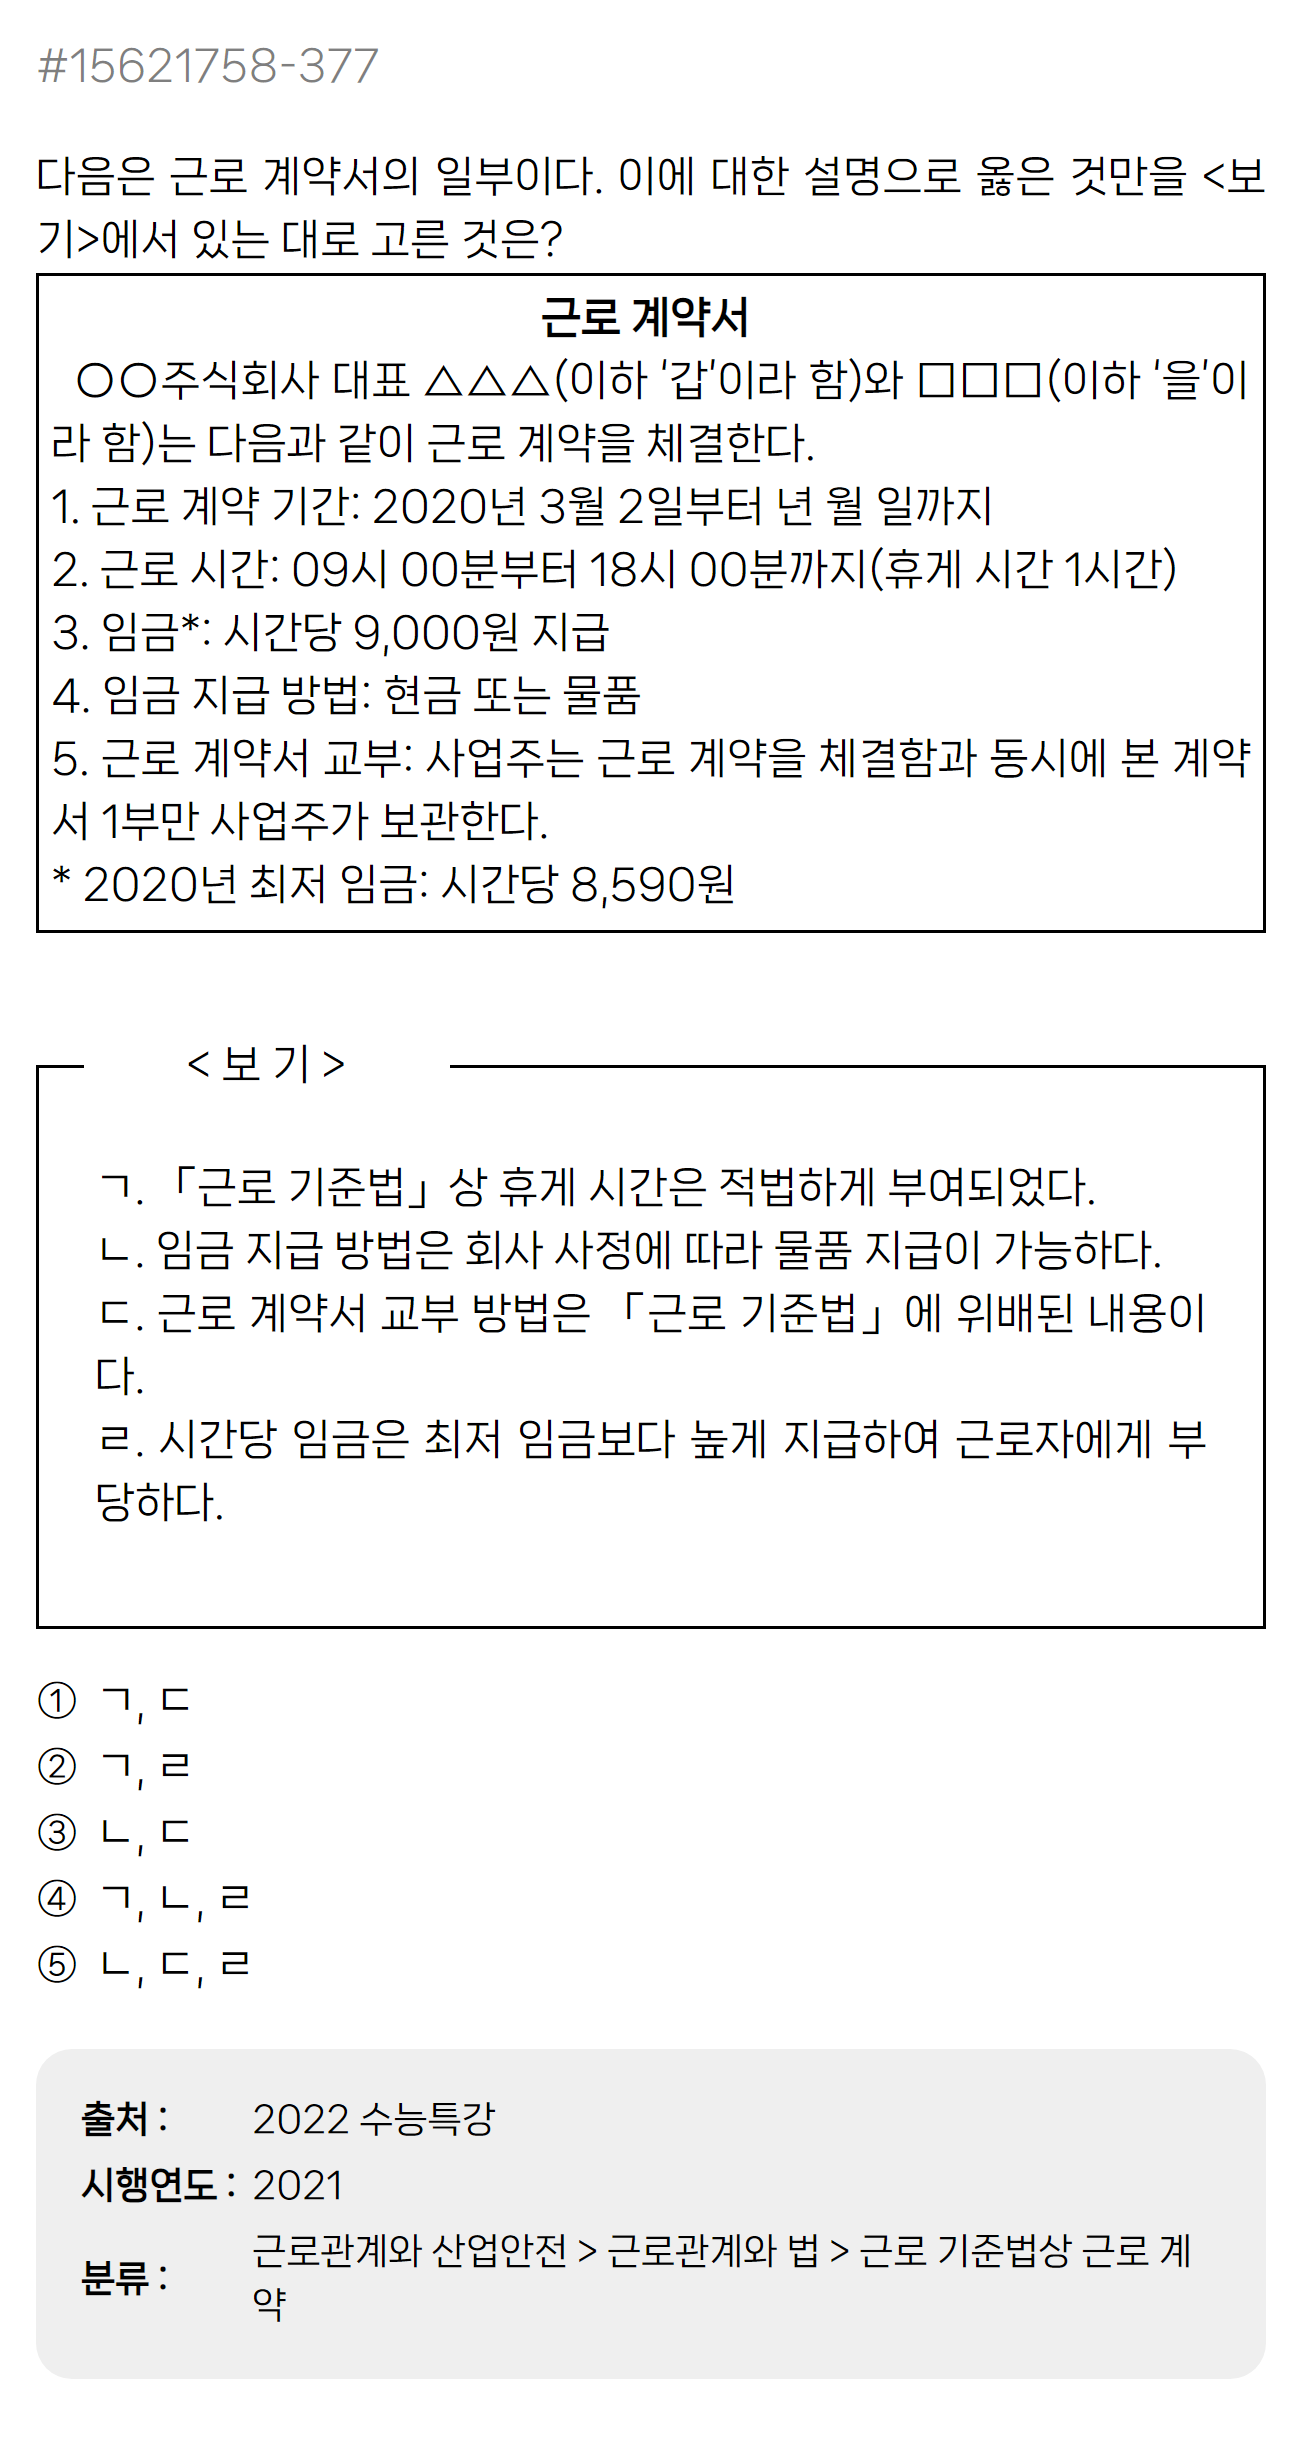 #15621758-377
다음은 근로 계약서의 일부이다. 이에 대한 설명으로 옳은 것만을 <보
기>에서 있는 대로 고른 것은?
근로 계약서
○○주식회사 대표 △△△(이하 '갑'이라 함)와 □□□(이하 '을'이
라 함)는 다음과 같이 근로 계약을 체결한다.
1. 근로 계약 기간: 2020년 3월 2일부터 년 월 일까지
2. 근로 시간: 09시 00분부터 18시 00분까지(휴게 시간 1시간)
3. 임금*: 시간당 9,000원 지급
4. 임금 지급 방법: 현금 또는 물품
5. 근로 계약서 교부: 사업주는 근로 계약을 체결함과 동시에 본 계약
서 1부만 사업주가 보관한다.
* 2020년 최저 임금: 시간당 8,590원
< 보 기 >
ㄱ. 「근로 기준법」상 휴게 시간은 적법하게 부여되었다.
ㄴ. 임금 지급 방법은 회사 사정에 따라 물품 지급이 가능하다.
ㄷ. 근로 계약서 교부 방법은 「근로 기준법」에 위배된 내용이
다.
ㄹ. 시간당 임금은 최저 임금보다 높게 지급하여 근로자에게 부
당하다.
① ㄱ, ㄷ
② ㄱ, ㄹ
③ ㄴ, ㄷ
④ ㄱ, ㄴ, ㄹ
⑤ ㄴ, ㄷ, ㄹ
출처 : 2022 수능특강
시행연도 : 2021
분류 : 근로관계와 산업안전 > 근로관계와 법 > 근로 기준법상 근로 계
약